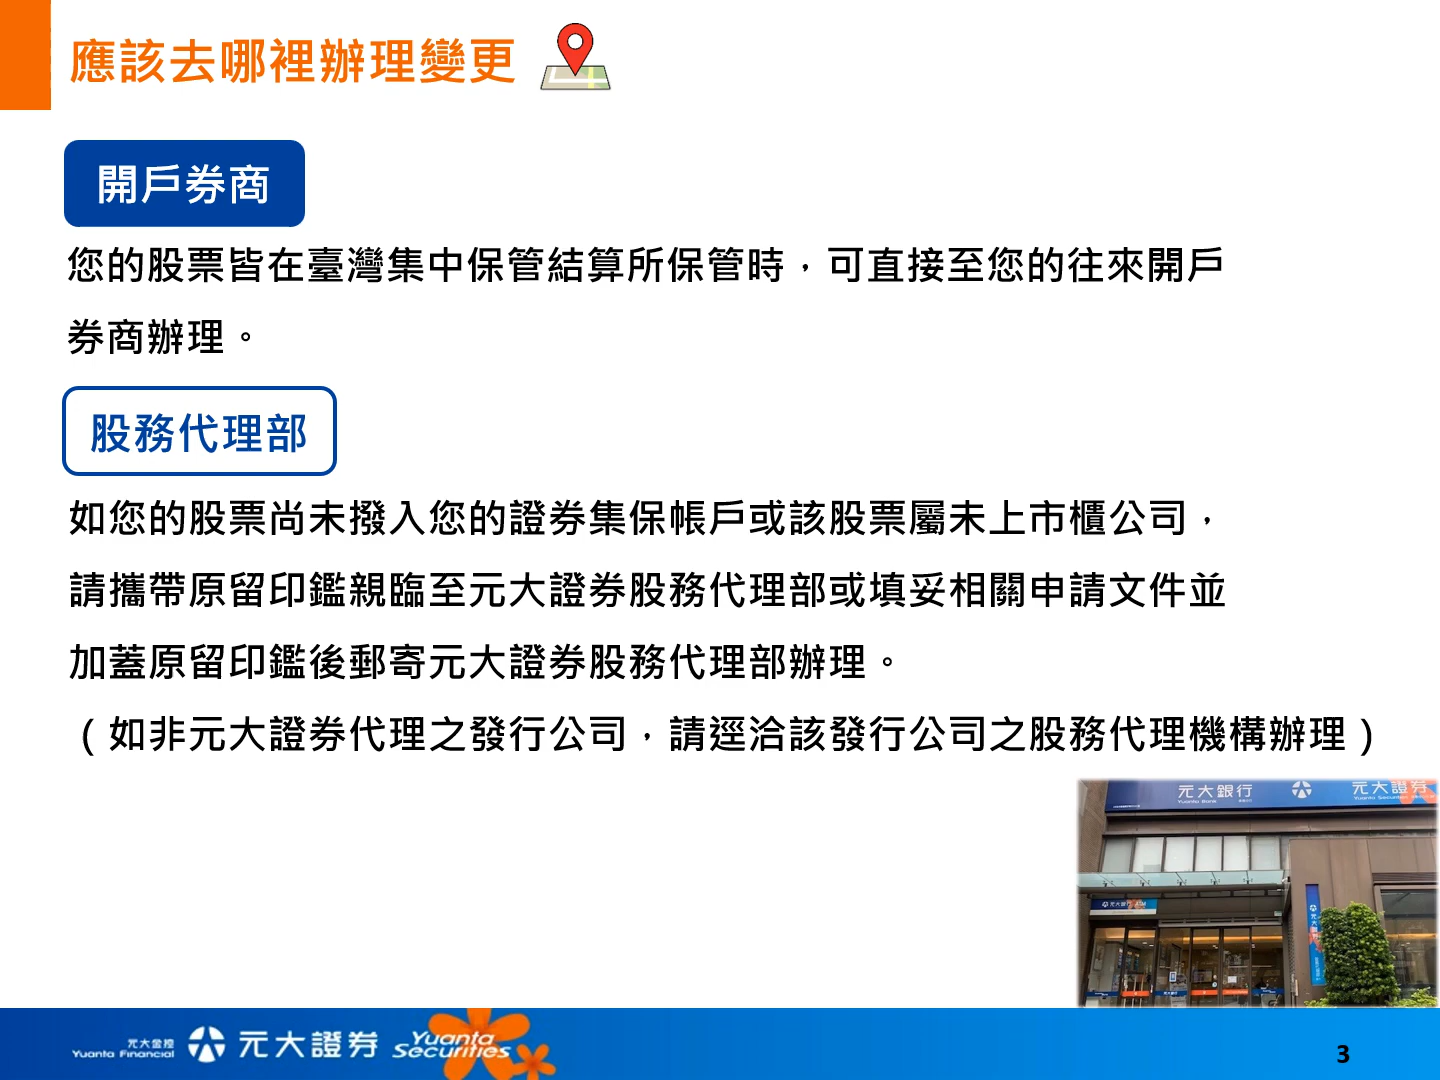 應該去哪裡辦理變更
開戶券商
您的股票皆在臺灣集中保管結算所保管時，可直接至您的往來開戶
券商辦理。
股務代理部
如您的股票尚未撥入您的證券集保帳戶或該股票屬未上市櫃公司，
請攜帶原留印鑑親臨至元大證券股務代理部或填妥相關申請文件並
加蓋原留印鑑後郵寄元大證券股務代理部辦理。
（如非元大證券代理之發行公司，請逕洽該發行公司之股務代理機構辦理）
元大銀行
Yuanta Bank
元大證券
Yuanta Securities
元大銀行
元大金控
Yuanta Financial
元大證券
Yuanta Securities
3